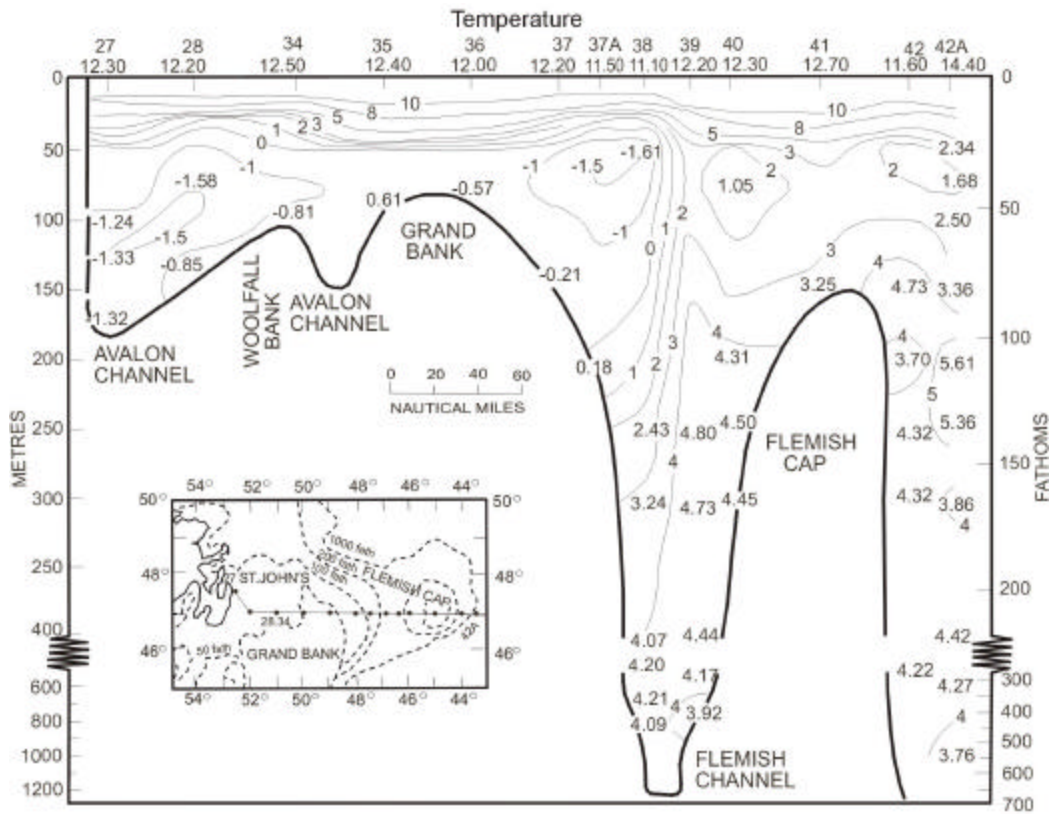 Temperature
27 28 34 35 36 37 37A 38 39 40 41 42 42A
12.30 12.20 12.50 12.40 12.00 12.20 11.50 11.10 12.20 12.30 12.70 11.60 14.40
0 0
10 10
5 8 8
1 2 3 5
0 3
50 -1 -1 -1.5 -1.61 2 2 2.34
-1.58 -0.57 1.05 1.68 50
0.61
100 -1.24 -0.81 2 2.50
GRAND
BANK
-1.5 -1 1
-1.33 0 3
-0.85 -0.21 4
150 3.25 4.73 3.36
-1.32
WOOLFALL
BANK
AVALON
CHANNEL
AVALON
CHANNEL
3 4 4 100
200 0.18 2 4.31 3.70 5.61
1
0 20 40 60
NAUTICAL MILES
5
METRES
250 2.43 4.80 4.50 4.32 5.36
FLEMISH
CAP
4 150
FATHOMS
300 3.24 4.73 4.45 4.32 3.86
4
54° 52° 50° 48° 46° 44°
50° 50°
1000 fath
200 fath
100 fath
FLEMISH CAP
48° 27 ST.JOHN'S 48°
28.34 42A
50 fath GRAND BANK
46° 46°
54° 52° 50° 48° 46° 44°
250 200
400 4.07 4.44 4.42
4.20 4.17 4.22
600 4.27 300
4.21 4 3.92 4 400
800 4.09
1000 3.76 500
FLEMISH
CHANNEL
600
1200 700